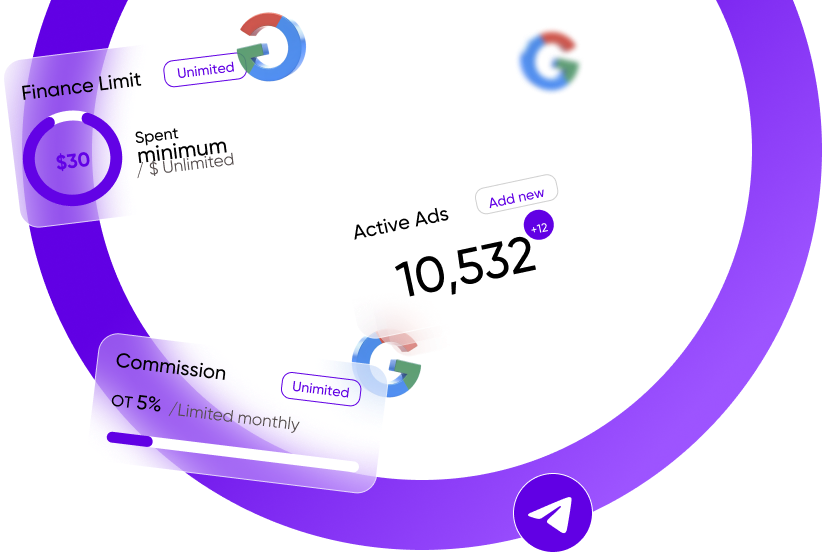 Finance Limit
Unimited
$30
Spent
minimum
/ $ Unlimited
Active Ads
Add new
+12
10,532
Commission
Unimited
ОТ 5% /Limited monthly